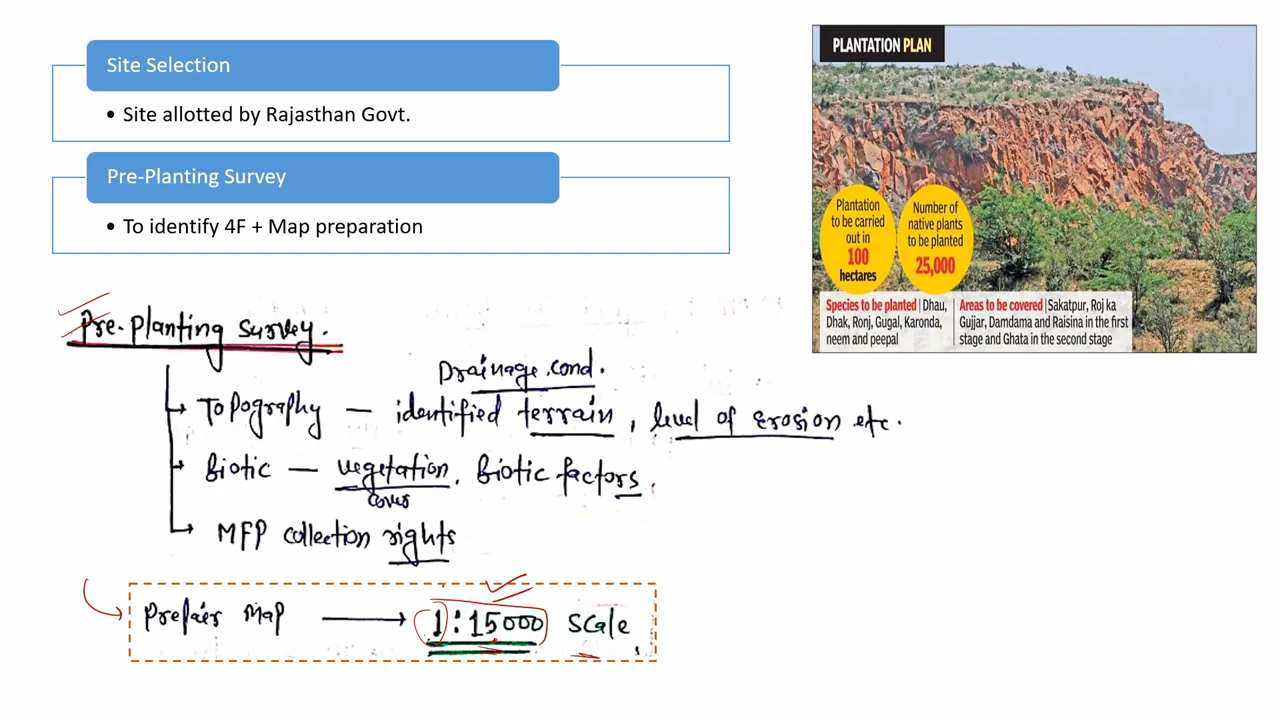 Site Selection
• Site allotted by Rajasthan Govt.
Pre-Planting Survey
• To identify 4F + Map preparation
PLANTATION PLAN
Plantation
to be carried
out in
100
hectares
Number of
native plants
to be planted
25,000
Species to be planted | Dhau,
Dhak, Ronj, Gugal, Karonda,
neem and peepal
Areas to be covered | Sakatpur, Roj ka
Gujjar, Damdama and Raisina in the first
stage and Ghata in the second stage
Pre-Planting Survey.
Drainage.cond.
Topography — identified terrain, level of erosion etc.
Biotic — vegetation, Biotic factors.
cover
MFP collection rights
Prefair Map → 1:15000 scale